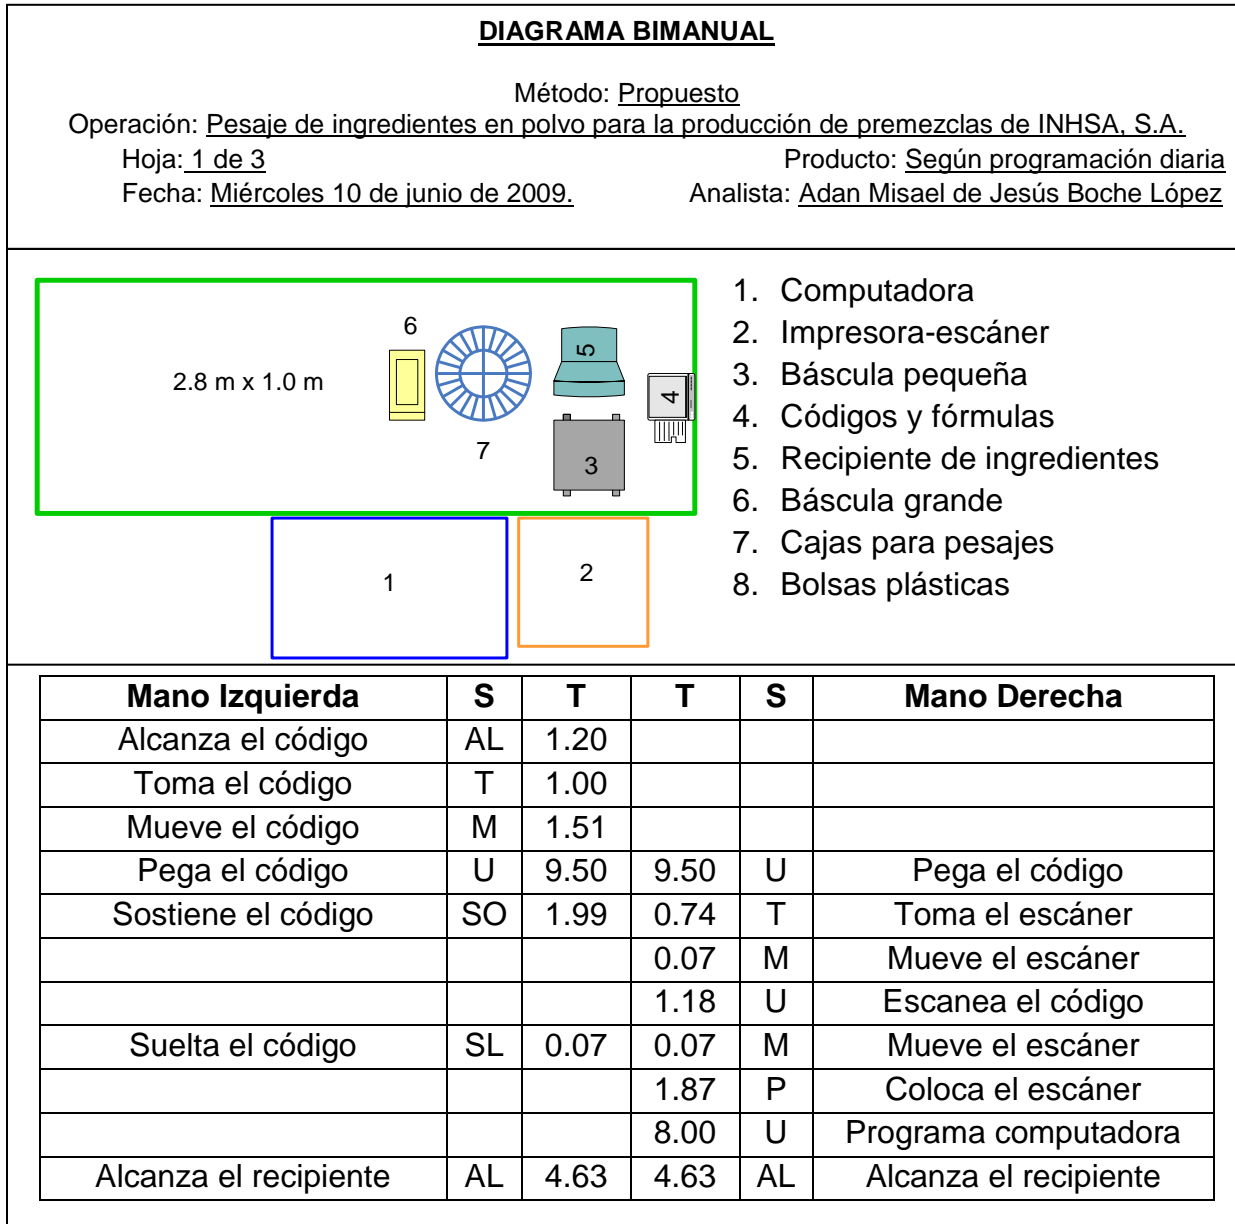 DIAGRAMA BIMANUAL
Método: Propuesto
Operación: Pesaje de ingredientes en polvo para la producción de premezclas de INHSA, S.A.
Hoja: 1 de 3 Producto: Según programación diaria
Fecha: Miércoles 10 de junio de 2009. Analista: Adan Misael de Jesús Boche López
2.8 m x 1.0 m
6
7
5
3
4
1
2
1. Computadora
2. Impresora-escáner
3. Báscula pequeña
4. Códigos y fórmulas
5. Recipiente de ingredientes
6. Báscula grande
7. Cajas para pesajes
8. Bolsas plásticas
Mano Izquierda S T T S Mano Derecha
Alcanza el código AL 1.20
Toma el código T 1.00
Mueve el código M 1.51
Pega el código U 9.50 9.50 U Pega el código
Sostiene el código SO 1.99 0.74 T Toma el escáner
0.07 M Mueve el escáner
1.18 U Escanea el código
Suelta el código SL 0.07 0.07 M Mueve el escáner
1.87 P Coloca el escáner
8.00 U Programa computadora
Alcanza el recipiente AL 4.63 4.63 AL Alcanza el recipiente